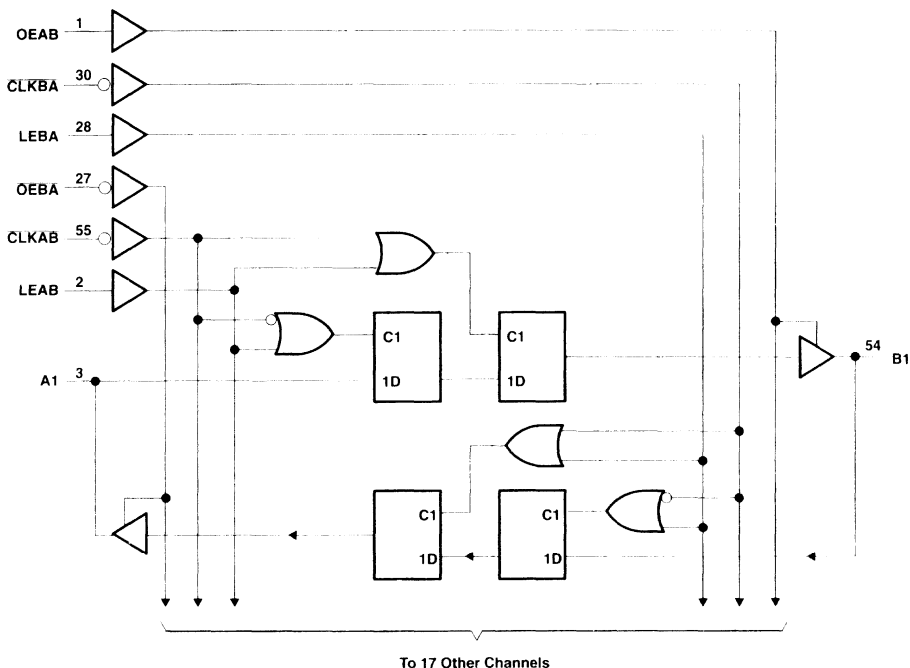 OEAB 1
CLKBA 30
LEBA 28
OEBA 27
CLKAB 55
LEAB 2
C1
1D
C1
1D
A1 3
54 B1
C1
1D
C1
1D
To 17 Other Channels